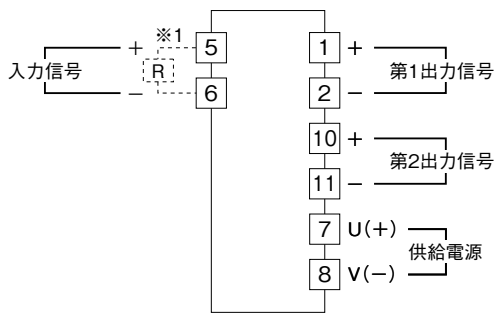 ※1
+ 5
入力信号 R
− 6
1 +
第1出力信号
2 −
10 +
第2出力信号
11 −
7 U(+)
供給電源
8 V(−)